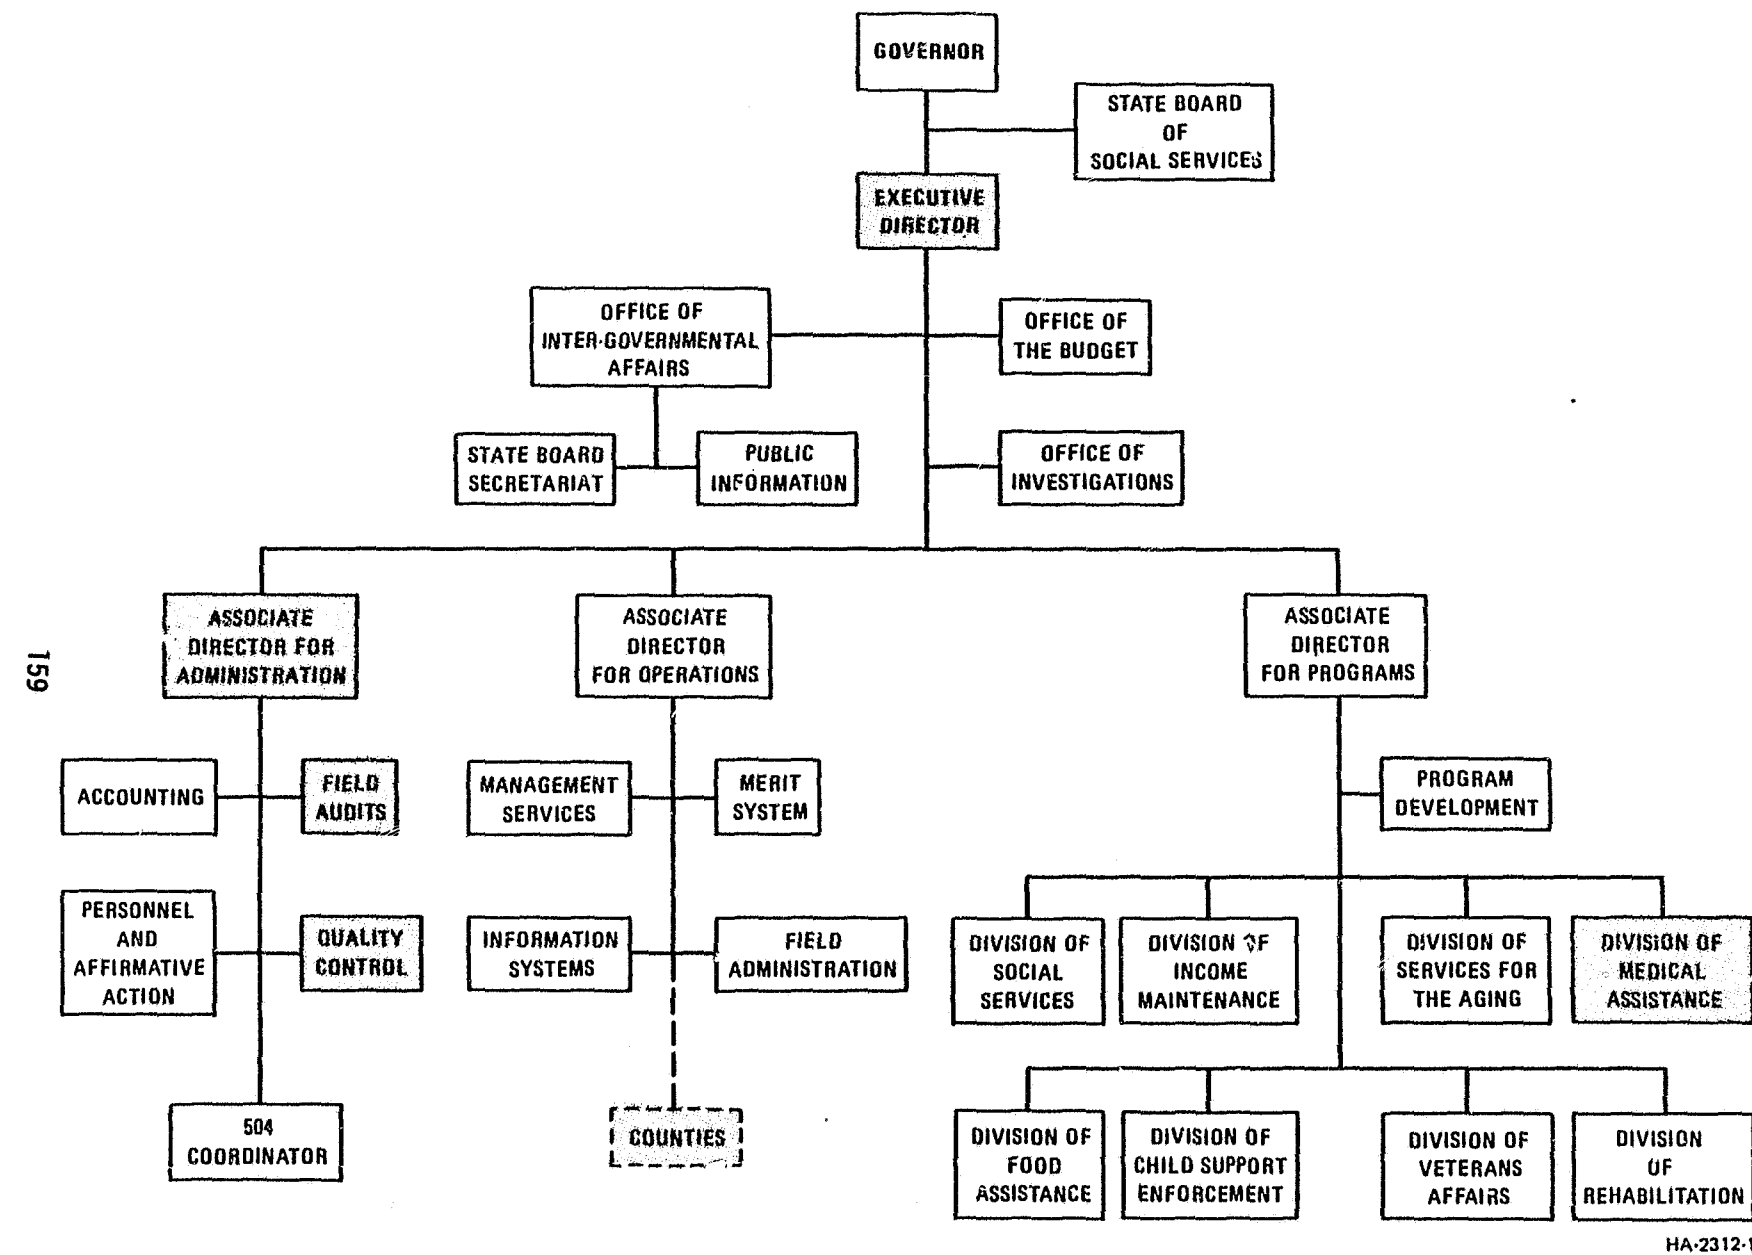 GOVERNOR
STATE BOARD
OF
SOCIAL SERVICES
EXECUTIVE
DIRECTOR
OFFICE OF
INTER-GOVERNMENTAL
AFFAIRS
OFFICE OF
THE BUDGET
STATE BOARD
SECRETARIAT
PUBLIC
INFORMATION
OFFICE OF
INVESTIGATIONS
ASSOCIATE
DIRECTOR FOR
ADMINISTRATION
ASSOCIATE
DIRECTOR
FOR OPERATIONS
ASSOCIATE
DIRECTOR
FOR PROGRAMS
159
ACCOUNTING
FIELD
AUDITS
MANAGEMENT
SERVICES
MERIT
SYSTEM
PROGRAM
DEVELOPMENT
PERSONNEL
AND
AFFIRMATIVE
ACTION
QUALITY
CONTROL
INFORMATION
SYSTEMS
FIELD
ADMINISTRATION
DIVISION OF
SOCIAL
SERVICES
DIVISION OF
INCOME
MAINTENANCE
DIVISION OF
SERVICES FOR
THE AGING
DIVISION OF
MEDICAL
ASSISTANCE
504
COORDINATOR
COUNTIES
DIVISION OF
FOOD
ASSISTANCE
DIVISION OF
CHILD SUPPORT
ENFORCEMENT
DIVISION OF
VETERANS
AFFAIRS
DIVISION
OF
REHABILITATION
HA-2312-1